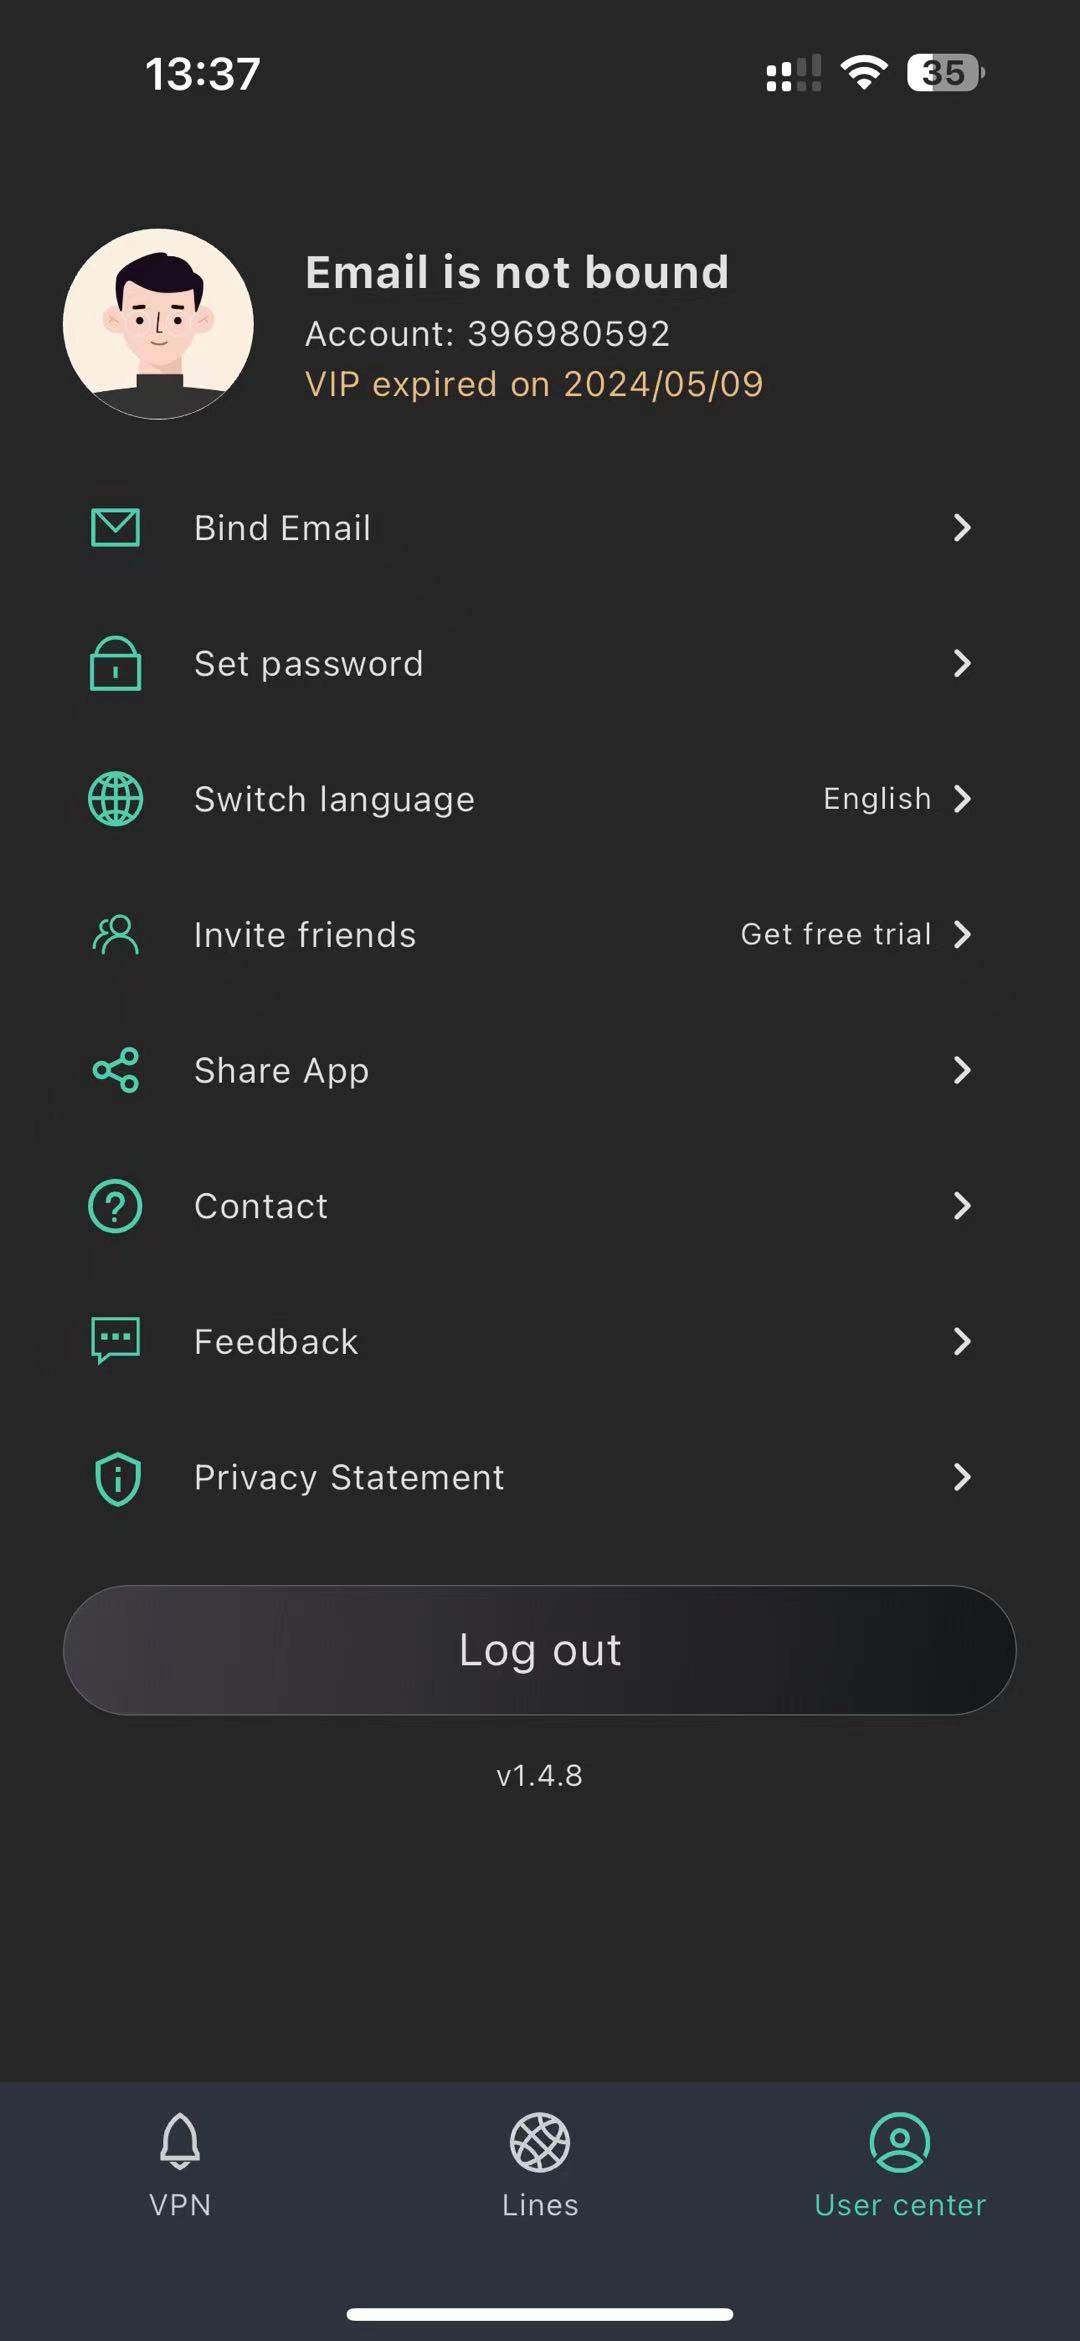 13:37
35
Email is not bound
Account: 396980592
VIP expired on 2024/05/09
Bind Email
Set password
Switch language English
Invite friends Get free trial
Share App
Contact
Feedback
Privacy Statement
Log out
v1.4.8
VPN Lines User center